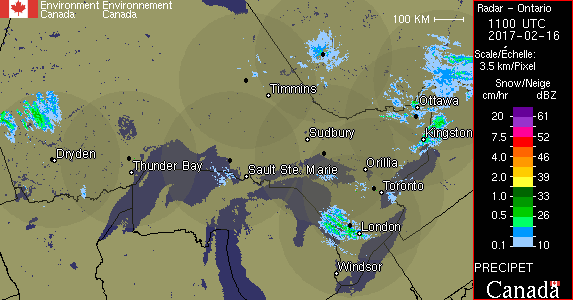 Environment Environnement
Canada Canada
100 KM
Timmins
Ottawa
Sudbury
Kingston
Dryden
Thunder Bay
Sault Ste. Marie
Orillia
Toronto
London
Windsor
Radar - Ontario
1100 UTC
2017-02-16
Scale/Échelle:
3.5 km/Pixel
Snow/Neige
cm/hr dBZ
20 61
7.5 52
4.0 46
2.0 39
1.0 33
0.5 26
0.1 10
PRECIPET
Canada